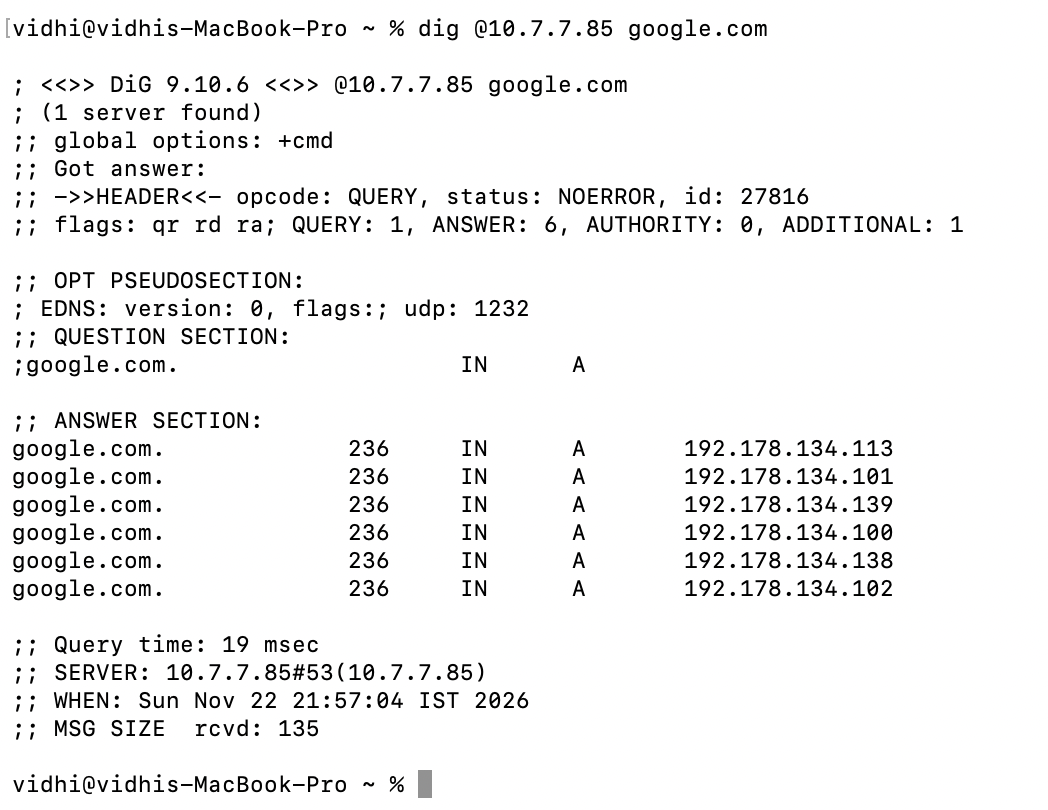 [vidhi@vidhis-MacBook-Pro ~ % dig @10.7.7.85 google.com

; <<>> DiG 9.10.6 <<>> @10.7.7.85 google.com
; (1 server found)
;; global options: +cmd
;; Got answer:
;; ->>HEADER<<- opcode: QUERY, status: NOERROR, id: 27816
;; flags: qr rd ra; QUERY: 1, ANSWER: 6, AUTHORITY: 0, ADDITIONAL: 1

;; OPT PSEUDOSECTION:
; EDNS: version: 0, flags:; udp: 1232
;; QUESTION SECTION:
;google.com.                    IN      A

;; ANSWER SECTION:
google.com.             236     IN      A       192.178.134.113
google.com.             236     IN      A       192.178.134.101
google.com.             236     IN      A       192.178.134.139
google.com.             236     IN      A       192.178.134.100
google.com.             236     IN      A       192.178.134.138
google.com.             236     IN      A       192.178.134.102

;; Query time: 19 msec
;; SERVER: 10.7.7.85#53(10.7.7.85)
;; WHEN: Sun Nov 22 21:57:04 IST 2026
;; MSG SIZE  rcvd: 135

vidhi@vidhis-MacBook-Pro ~ %